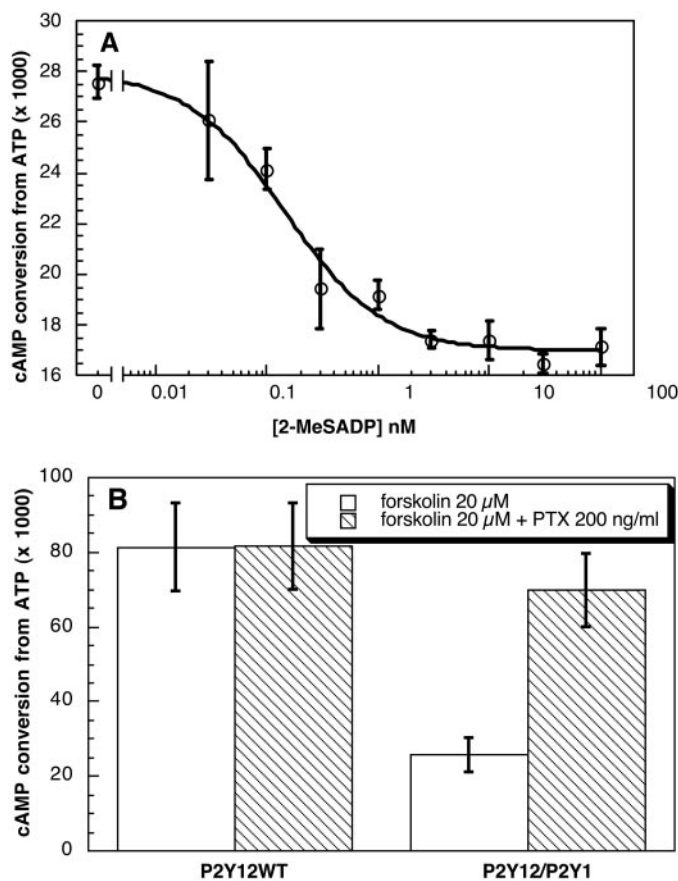 A
30
28
26
24
22
20
18
16
cAMP conversion from ATP (x 1000)
0 0.01 0.1 1 10 100
[2-MeSADP] nM
B
forskolin 20 µM
forskolin 20 µM + PTX 200 ng/ml
100
80
60
40
20
0
cAMP conversion from ATP (x 1000)
P2Y12WT P2Y12/P2Y1